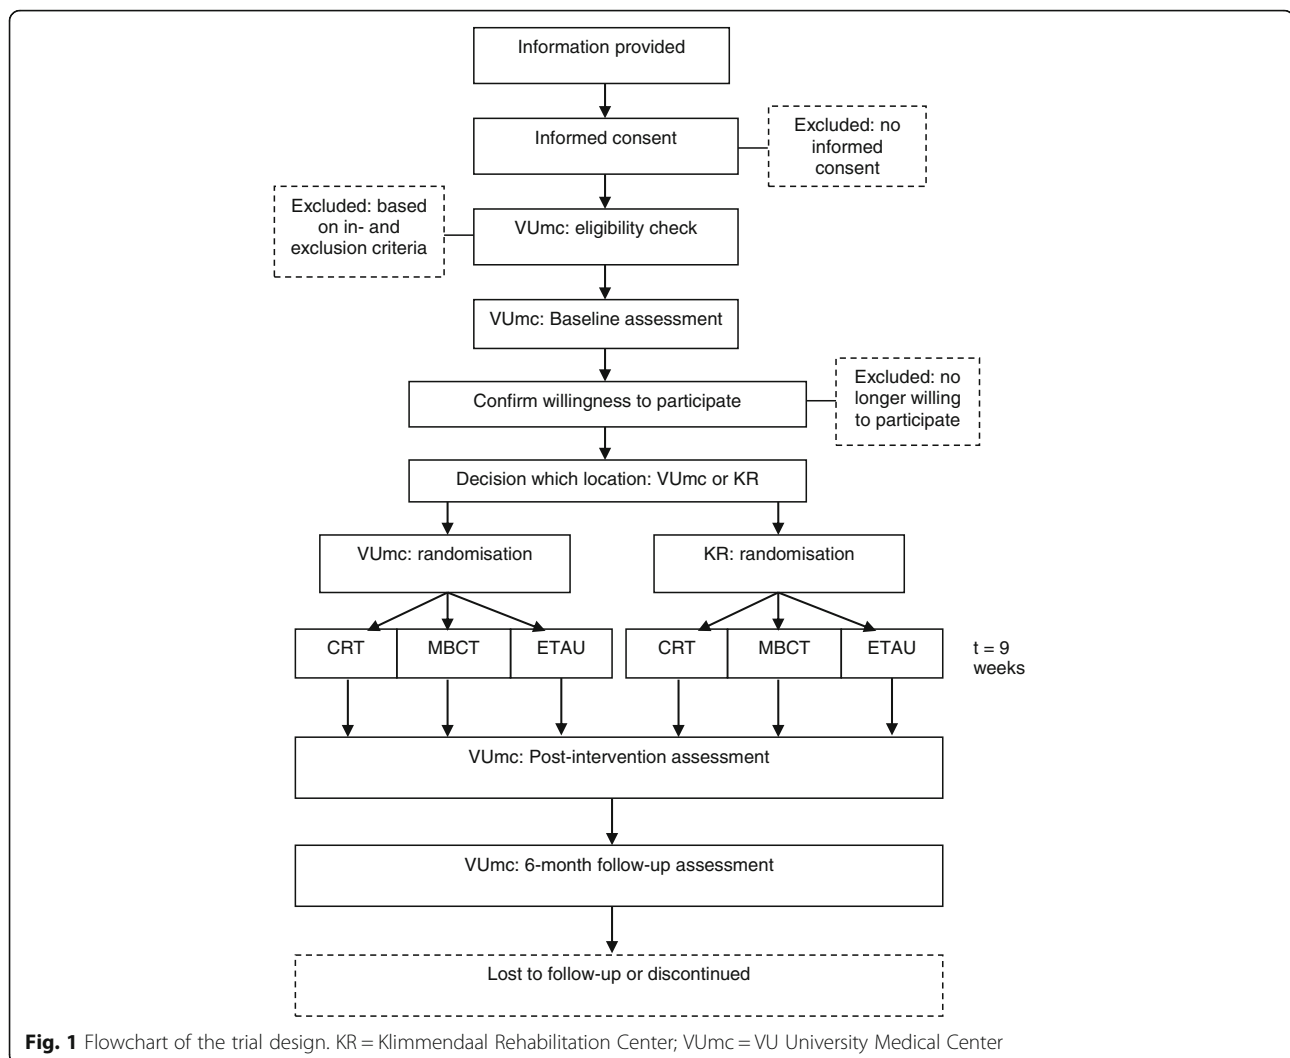 Information provided
Informed consent
Excluded: no
informed
consent
Excluded: based
on in- and
exclusion criteria
VUmc: eligibility check
VUmc: Baseline assessment
Confirm willingness to participate
Excluded: no
longer willing
to participate
Decision which location: VUmc or KR
VUmc: randomisation
KR: randomisation
CRT MBCT ETAU CRT MBCT ETAU
t = 9
weeks
VUmc: Post-intervention assessment
VUmc: 6-month follow-up assessment
Lost to follow-up or discontinued
Fig. 1 Flowchart of the trial design. KR = Klimmendaal Rehabilitation Center; VUmc = VU University Medical Center